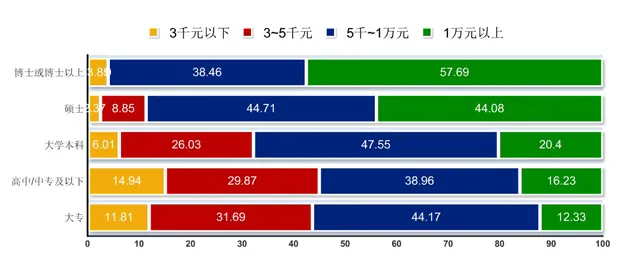 3千元以下 3~5千元 5千~1万元 1万元以上
博士或博士以上 3.85 38.46 57.69
硕士 2.37 8.85 44.71 44.08
大学本科 6.01 26.03 47.55 20.4
高中/中专及以下 14.94 29.87 38.96 16.23
大专 11.81 31.69 44.17 12.33
0 10 20 30 40 50 60 70 80 90 100